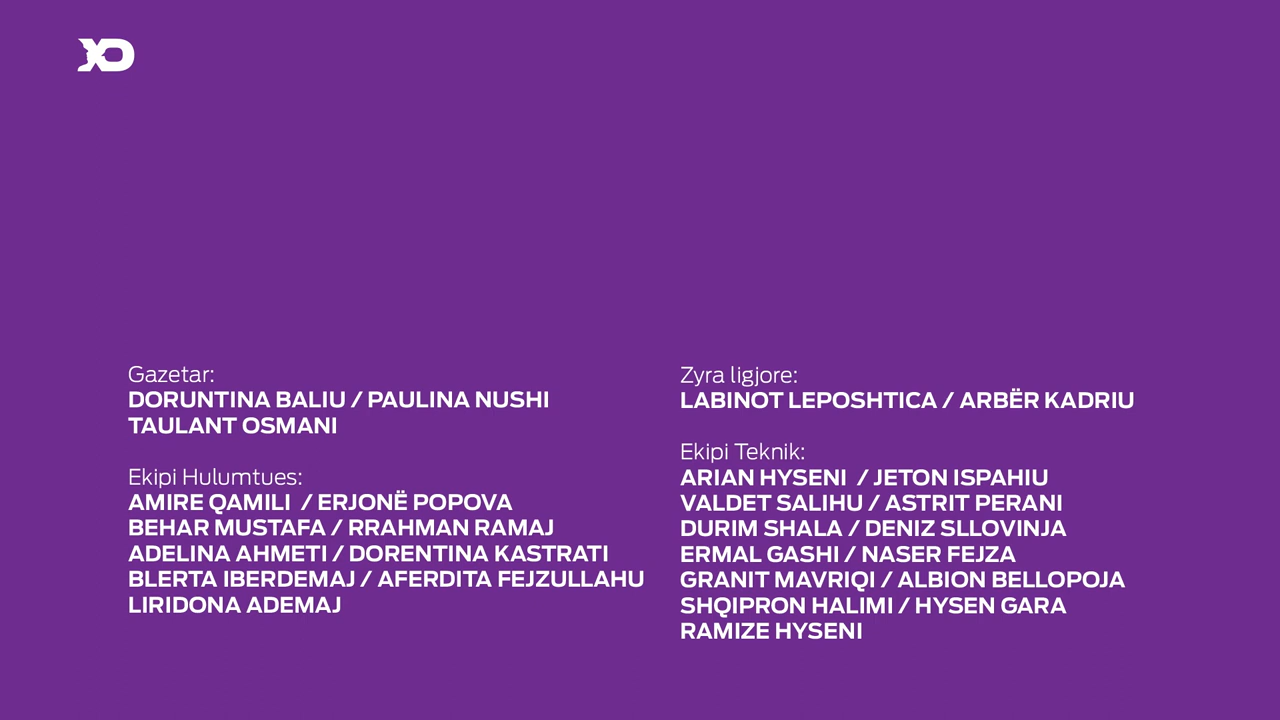 XO
Gazetar:
DORUNTINA BALIU / PAULINA NUSHI
TAULANT OSMANI
Ekipi Hulumtues:
AMIRE QAMILI / ERJONË POPOVA
BEHAR MUSTAFA / RRAHMAN RAMAJ
ADELINA AHMETI / DORENTINA KASTRATI
BLERTA IBERDEMAJ / AFERDITA FEJZULLAHU
LIRIDONA ADEMAJ
Zyra ligjore:
LABINOT LEPOSHTICA / ARBËR KADRIU
Ekipi Teknik:
ARIAN HYSENI / JETON ISPAHIU
VALDET SALIHU / ASTRIT PERANI
DURIM SHALA / DENIZ SLLOVINJA
ERMAL GASHI / NASER FEJZA
GRANIT MAVRIQI / ALBION BELLOPOJA
SHQIPRON HALIMI / HYSEN GARA
RAMIZE HYSENI